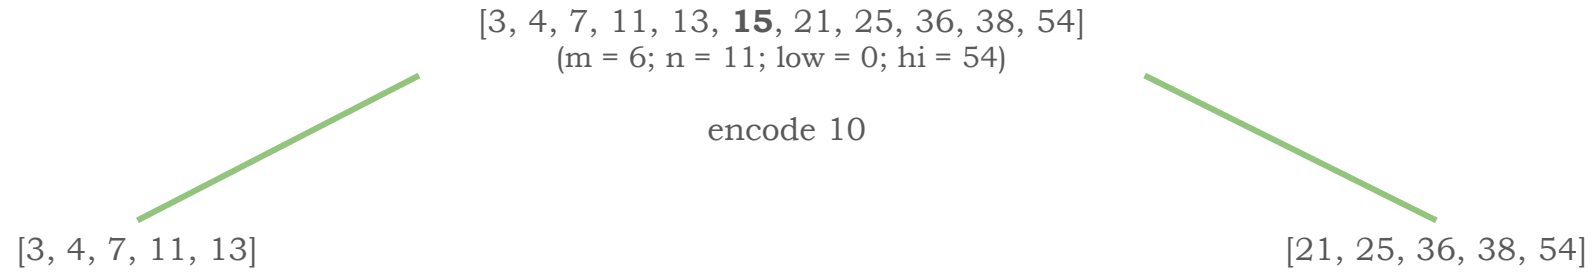 [3, 4, 7, 11, 13, 15, 21, 25, 36, 38, 54]
(m = 6; n = 11; low = 0; hi = 54)
encode 10
[3, 4, 7, 11, 13]
[21, 25, 36, 38, 54]